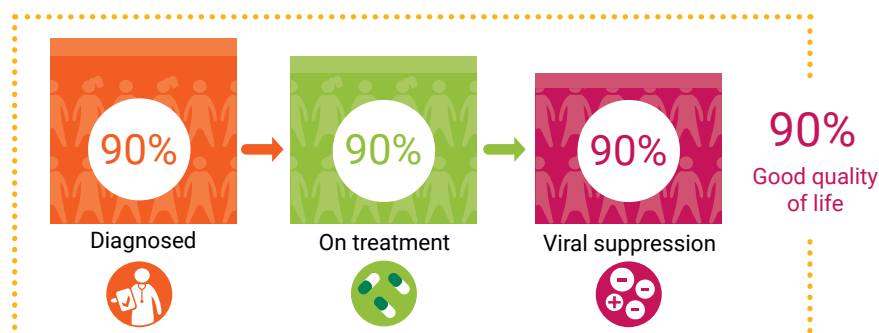 90%
Diagnosed
90%
On treatment
90%
Viral suppression
90%
Good quality
of life